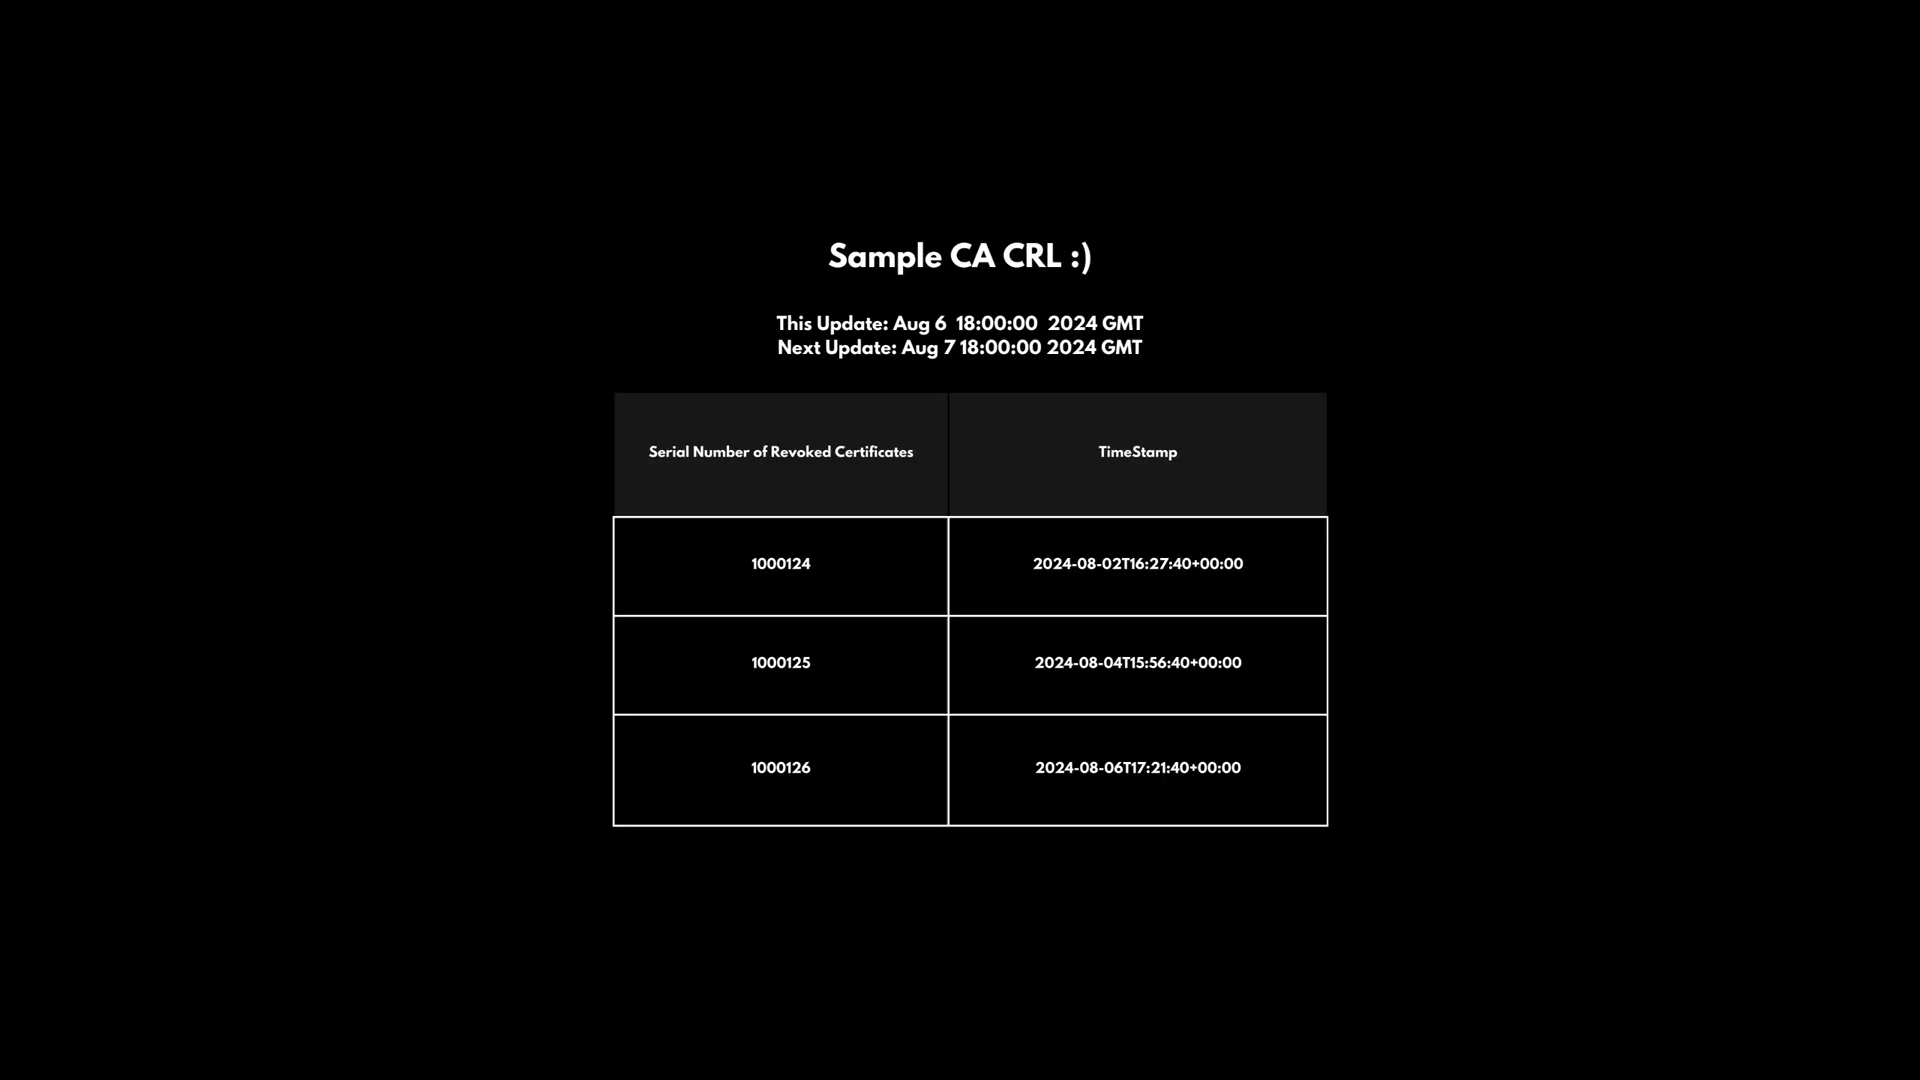 Sample CA CRL :)
This Update: Aug 6  18:00:00  2024 GMT
Next Update: Aug 7 18:00:00 2024 GMT
Serial Number of Revoked Certificates TimeStamp
1000124 2024-08-02T16:27:40+00:00
1000125 2024-08-04T15:56:40+00:00
1000126 2024-08-06T17:21:40+00:00